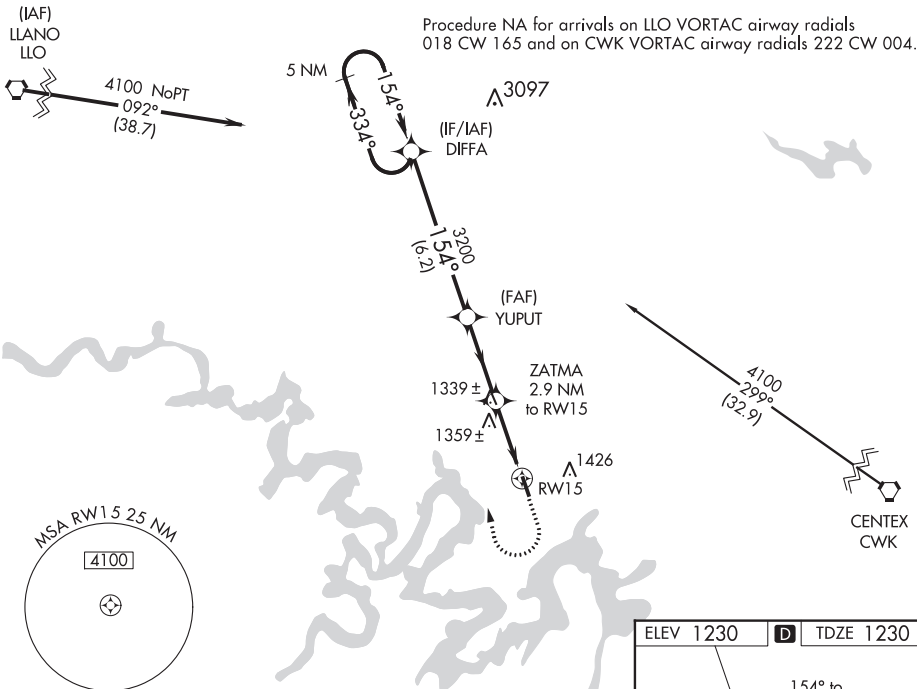 (IAF)
LLANO
LLO
Procedure NA for arrivals on LLO VORTAC airway radials
018 CW 165 and on CWK VORTAC airway radials 222 CW 004.
4100 NoPT
092°
(38.7)
5 NM
154°
334°
3097
(IF/IAF)
DIFFA
3200
154°
(6.2)
(FAF)
YUPUT
ZATMA
2.9 NM
to RW15
1339 ±
1359 ±
1426
RW15
4100
299°
(32.9)
CENTEX
CWK
MSA RW15 25 NM
4100
ELEV 1230 D TDZE 1230
154° to